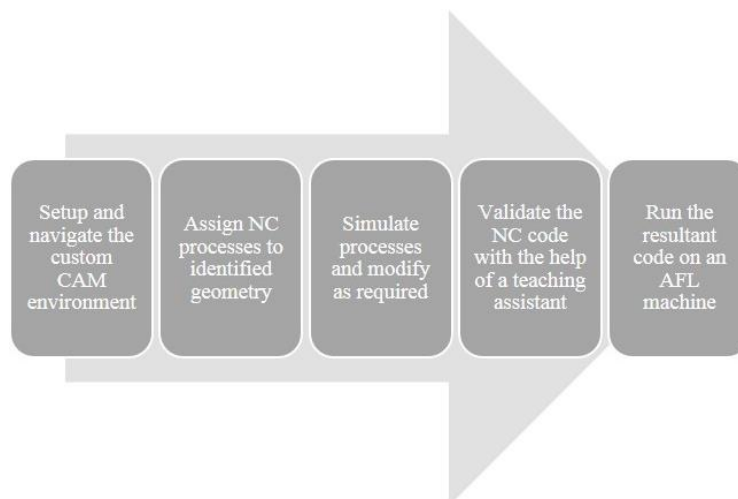 Setup and
navigate the
custom
CAM
environment
Assign NC
processes to
identified
geometry
Simulate
processes
and modify
as required
Validate the
NC code
with the help
of a teaching
assistant
Run the
resultant
code on an
AFL
machine